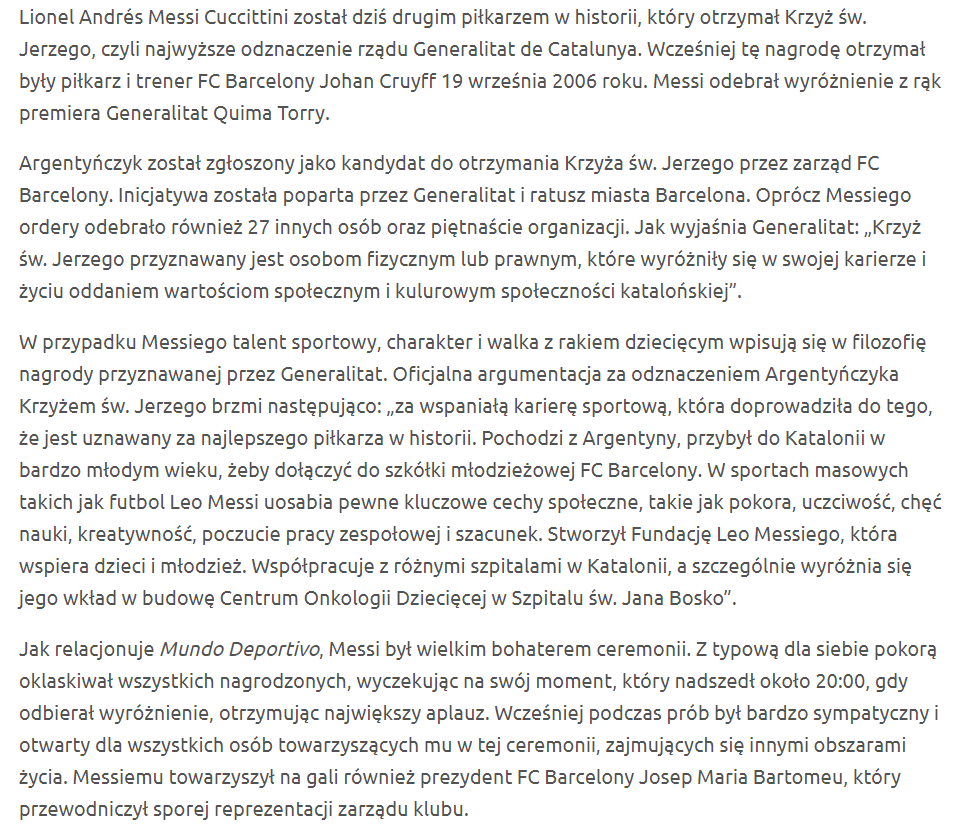 Lionel Andrés Messi Cuccittini został dziś drugim piłkarzem w historii, który otrzymał Krzyż św.
Jerzego, czyli najwyższe odznaczenie rządu Generalitat de Catalunya. Wcześniej tę nagrodę otrzymał
były piłkarz i trener FC Barcelony Johan Cruyff 19 września 2006 roku. Messi odebrał wyróżnienie z rąk
premiera Generalitat Quima Torry.
Argentyńczyk został zgłoszony jako kandydat do otrzymania Krzyża św. Jerzego przez zarząd FC
Barcelony. Inicjatywa została poparta przez Generalitat i ratusz miasta Barcelona. Oprócz Messiego
ordery odebrało również 27 innych osób oraz piętnaście organizacji. Jak wyjaśnia Generalitat: „Krzyż
św. Jerzego przyznawany jest osobom fizycznym lub prawnym, które wyróżniły się w swojej karierze i
życiu oddaniem wartościom społecznym i kulurowym społeczności katalońskiej”.
W przypadku Messiego talent sportowy, charakter i walka z rakiem dziecięcym wpisują się w filozofię
nagrody przyznawanej przez Generalitat. Oficjalna argumentacja za odznaczeniem Argentyńczyka
Krzyżem św. Jerzego brzmi następująco: „za wspaniałą karierę sportową, która doprowadziła do tego,
że jest uznawany za najlepszego piłkarza w historii. Pochodzi z Argentyny, przybył do Katalonii w
bardzo młodym wieku, żeby dołączyć do szkółki młodzieżowej FC Barcelony. W sportach masowych
takich jak futbol Leo Messi uosabia pewne kluczowe cechy społeczne, takie jak pokora, uczciwość, chęć
nauki, kreatywność, poczucie pracy zespołowej i szacunek. Stworzył Fundację Leo Messiego, która
wspiera dzieci i młodzież. Współpracuje z różnymi szpitalami w Katalonii, a szczególnie wyróżnia się
jego wkład w budowę Centrum Onkologii Dziecięcej w Szpitalu św. Jana Bosko”.
Jak relacjonuje Mundo Deportivo, Messi był wielkim bohaterem ceremonii. Z typową dla siebie pokorą
oklaskiwał wszystkich nagrodzonych, wyczekując na swój moment, który nadszedł około 20:00, gdy
odbierał wyróżnienie, otrzymując największy aplauz. Wcześniej podczas prób był bardzo sympatyczny i
otwarty dla wszystkich osób towarzyszących mu w tej ceremonii, zajmujących się innymi obszarami
życia. Messiemu towarzyszył na gali również prezydent FC Barcelony Josep Maria Bartomeu, który
przewodniczył sporej reprezentacji zarządu klubu.